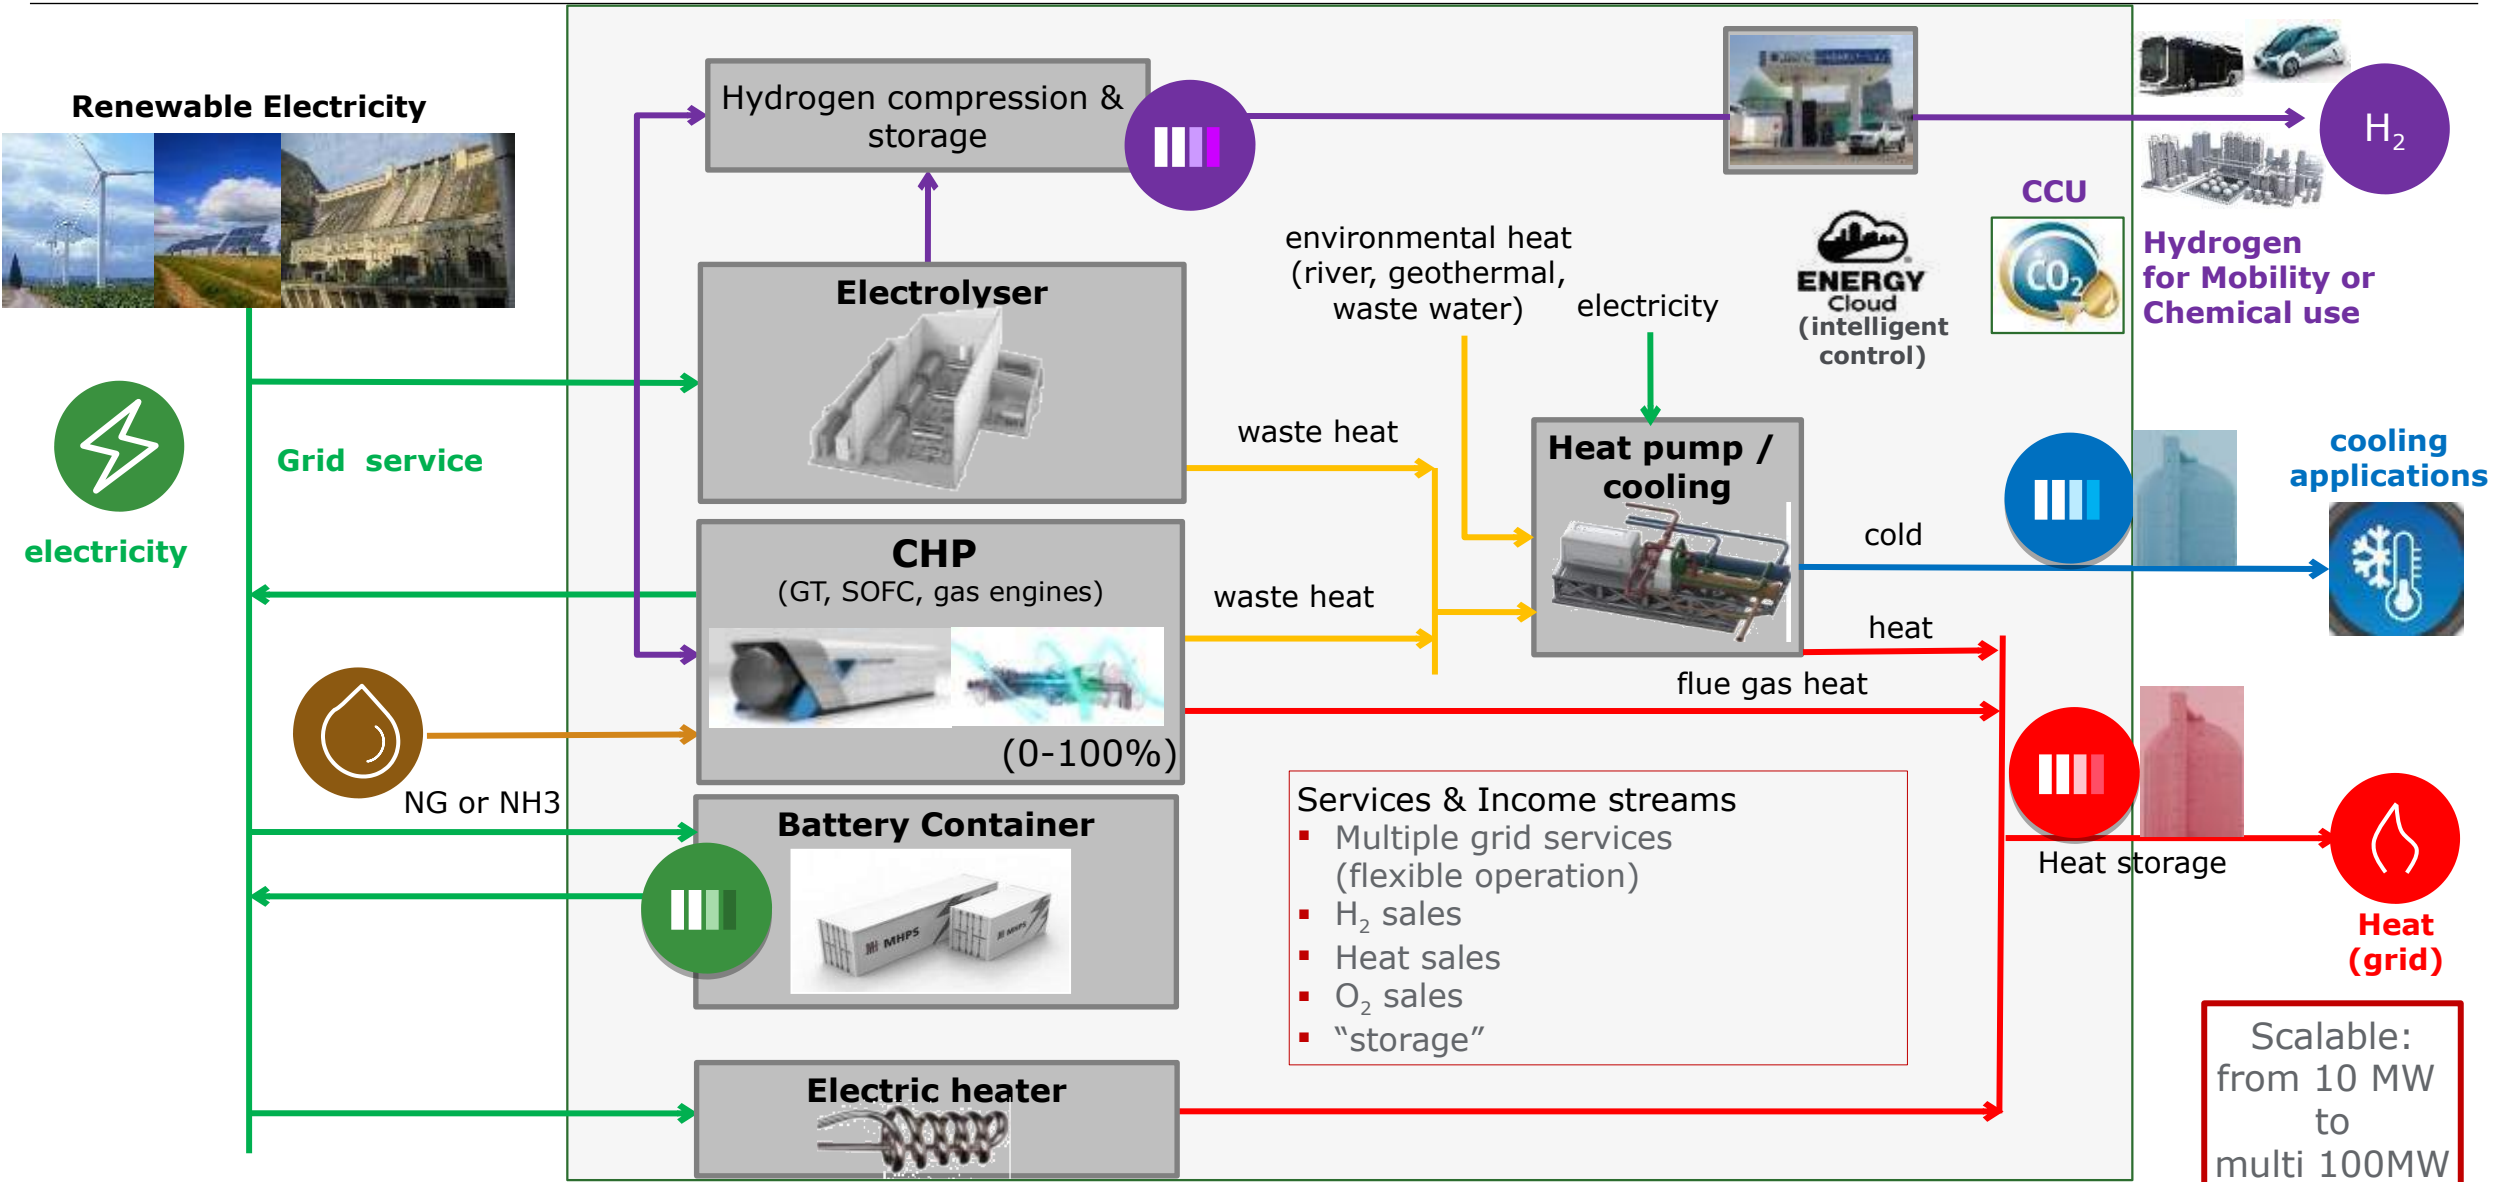 Renewable Electricity
Hydrogen compression &
storage
H2
CCU
CO2
Hydrogen
for Mobility or
Chemical use
environmental heat
(river, geothermal,
waste water)
electricity
ENERGY
Cloud
(intelligent
control)
Electrolyser
Grid  service
electricity
waste heat
Heat pump /
cooling
cooling
applications
cold
CHP
(GT, SOFC, gas engines)
waste heat
heat
flue gas heat
(0-100%)
NG or NH3
Battery Container
MHPS
MHPS
Services & Income streams
▪ Multiple grid services
(flexible operation)
▪ H2 sales
▪ Heat sales
▪ O2 sales
▪ “storage”
Heat storage
Heat
(grid)
Electric heater
Scalable:
from 10 MW
to
multi 100MW